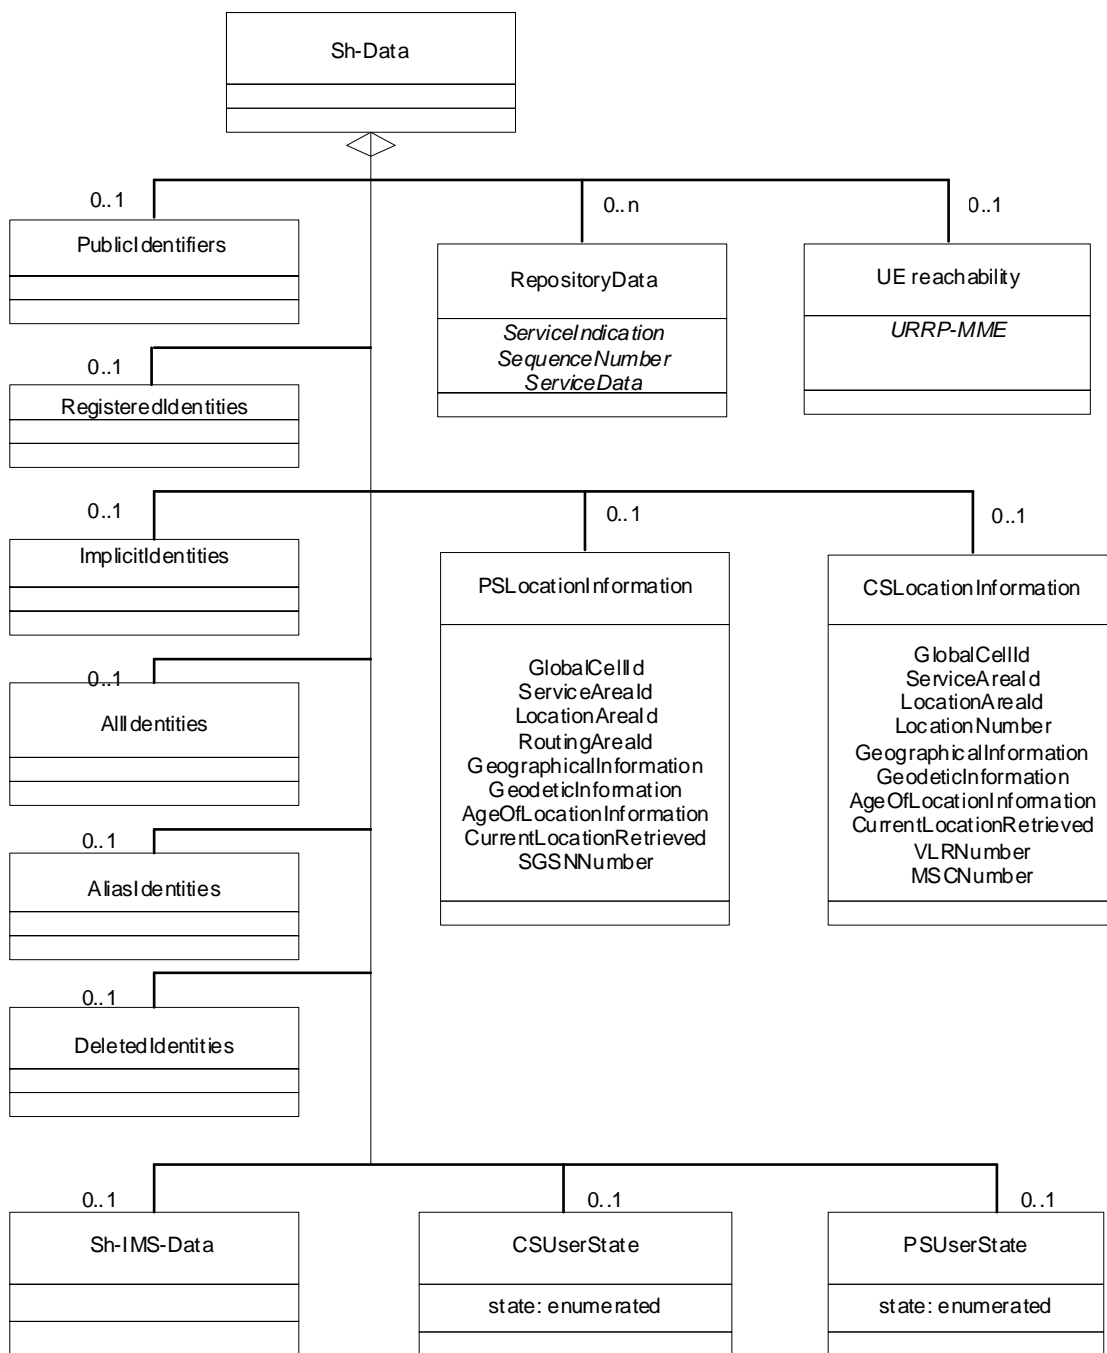 Sh-Data
0..1
PublicIdentifiers
0..n
RepositoryData
ServiceIndication
SequenceNumber
ServiceData
0..1
UE reachability
URRP-MME
0..1
RegisteredIdentities
0..1
ImplicitIdentities
0..1
PSLocationInformation
GlobalCellId
ServiceAreaId
LocationAreaId
RoutingAreaId
GeographicalInformation
GeodeticInformation
AgeOfLocationInformation
CurrentLocationRetrieved
SGSNNumber
0..1
CSLocationInformation
GlobalCellId
ServiceAreaId
LocationAreaId
LocationNumber
GeographicalInformation
GeodeticInformation
AgeOfLocationInformation
CurrentLocationRetrieved
VLRNumber
MSCNumber
0..1
AllIdentities
0..1
AliasIdentities
0..1
DeletedIdentities
0..1
Sh-IMS-Data
0..1
CSUserState
state: enumerated
0..1
PSUserState
state: enumerated